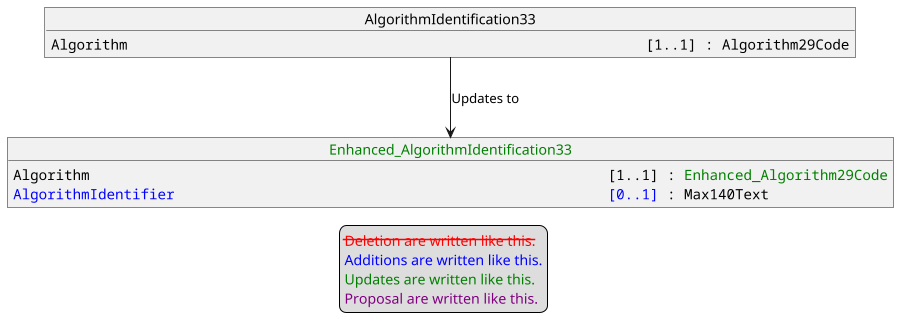 AlgorithmIdentification33
Algorithm [1..1] : Algorithm29Code
Updates to
Enhanced_AlgorithmIdentification33
Algorithm [1..1] : Enhanced_Algorithm29Code
AlgorithmIdentifier [0..1] : Max140Text
Deletion are written like this.
Additions are written like this.
Updates are written like this.
Proposal are written like this.